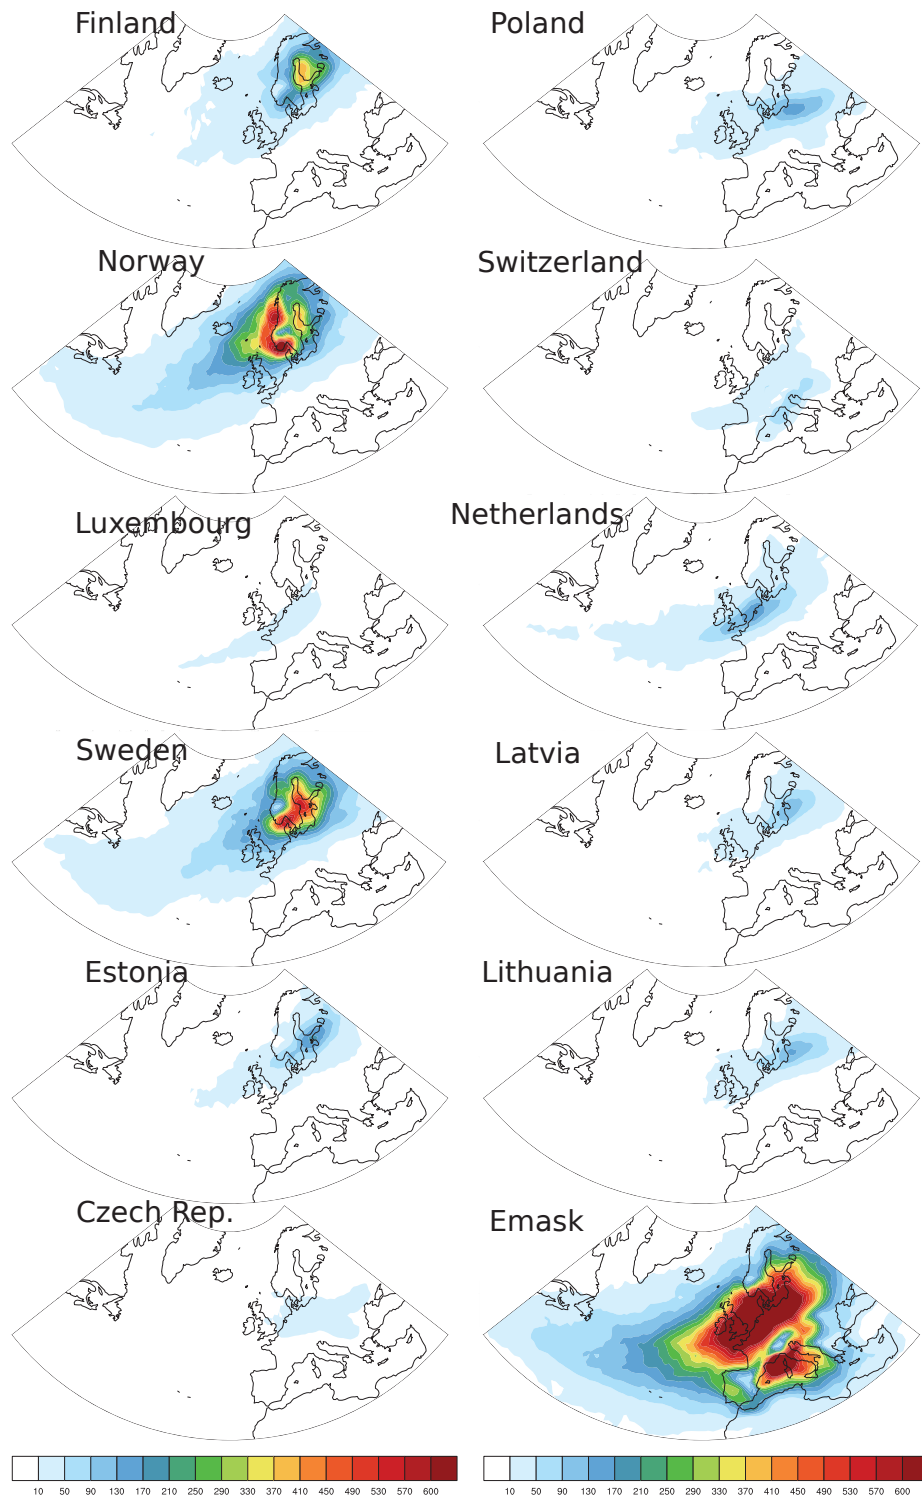 Finland
Poland
Norway
Switzerland
Luxembourg
Netherlands
Sweden
Latvia
Estonia
Lithuania
Czech Rep.
Emask
10 50 90 130 170 210 250 290 330 370 410 450 490 530 570 600
10 50 90 130 170 210 250 290 330 370 410 450 490 530 570 600